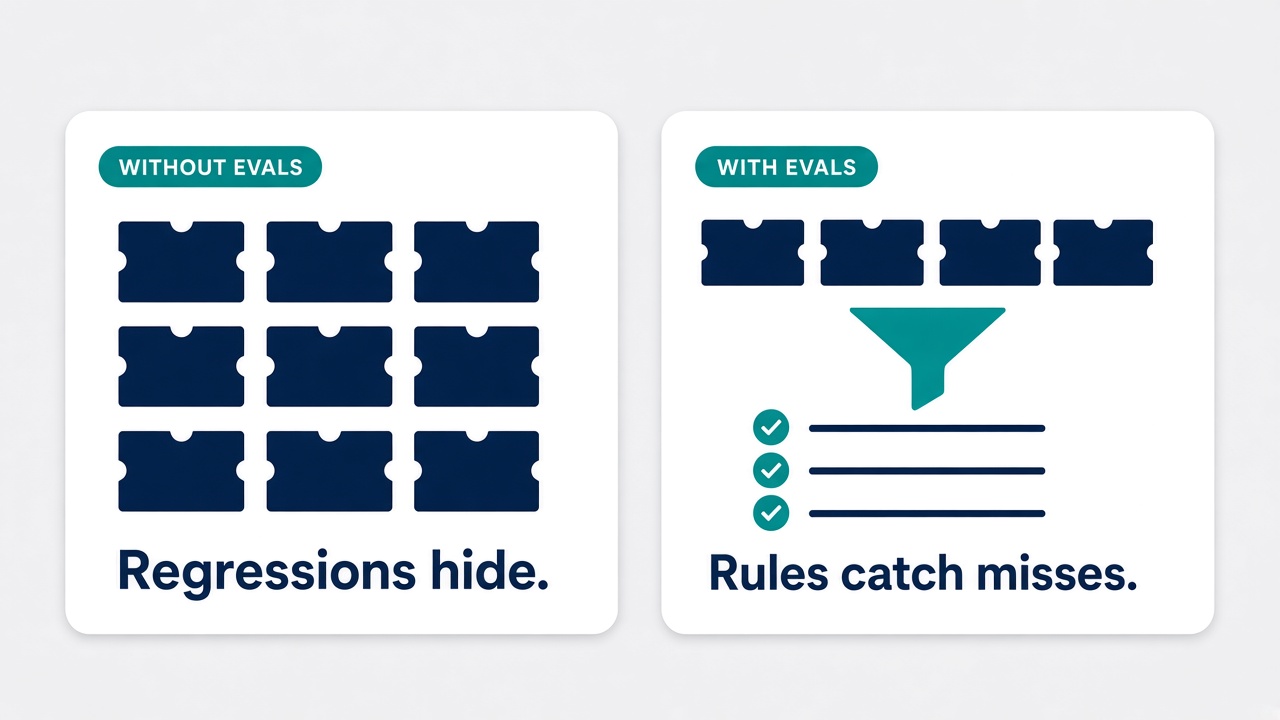 WITHOUT EVALS
Regressions hide.
WITH EVALS
Rules catch misses.